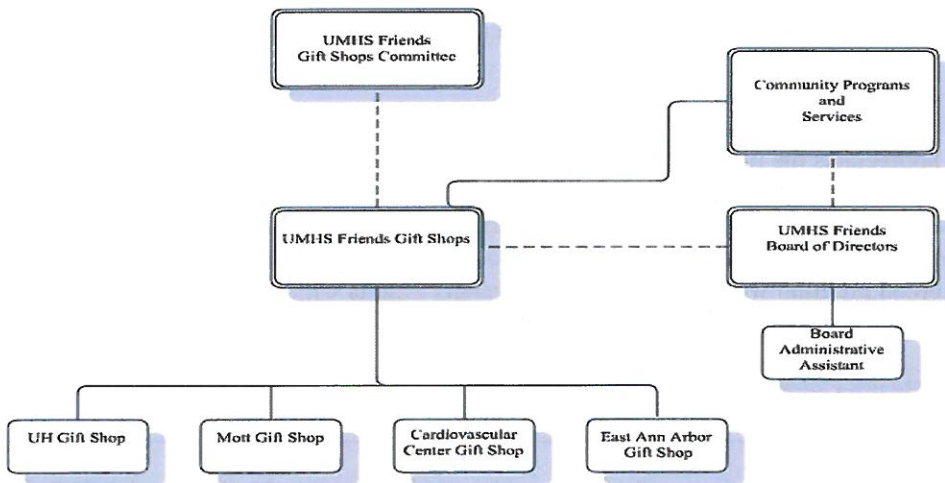 UMHS Friends
Gift Shops Committee
Community Programs
and
Services
UMHS Friends Gift Shops
UMHS Friends
Board of Directors
Board
Administrative
Assistant
UH Gift Shop
Mott Gift Shop
Cardiovascular
Center Gift Shop
East Ann Arbor
Gift Shop